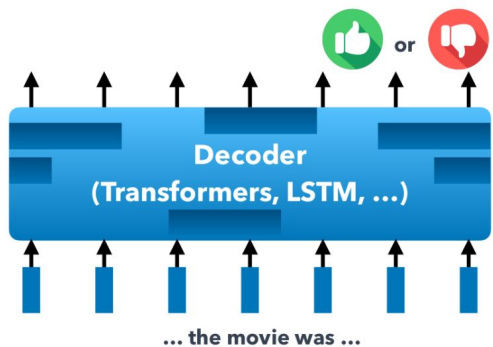 or
Decoder
(Transformers, LSTM, ...)
... the movie was ...